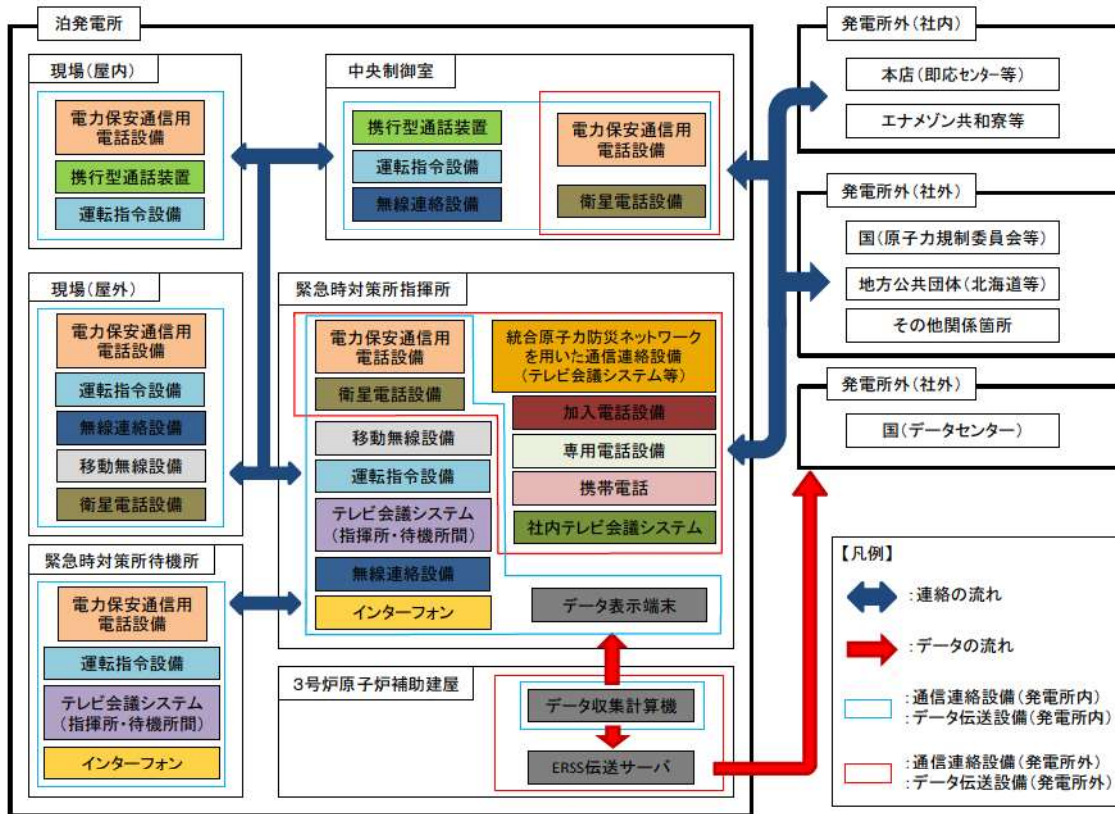 泊発電所
現場(屋内)
電力保安通信用
電話設備
携行型通話装置
運転指令設備
中央制御室
携行型通話装置
運転指令設備
無線連絡設備
電力保安通信用
電話設備
衛星電話設備
現場(屋外)
電力保安通信用
電話設備
運転指令設備
無線連絡設備
移動無線設備
衛星電話設備
緊急時対策所指揮所
電力保安通信用
電話設備
衛星電話設備
移動無線設備
運転指令設備
テレビ会議システム
(指揮所・待機所間)
無線連絡設備
インターフォン
統合原子力防災ネットワーク
を用いた通信連絡設備
(テレビ会議システム等)
加入電話設備
専用電話設備
携帯電話
社内テレビ会議システム
データ表示端末
緊急時対策所待機所
電力保安通信用
電話設備
運転指令設備
テレビ会議システム
(指揮所・待機所間)
インターフォン
3号炉原子炉補助建屋
データ収集計算機
ERSS伝送サーバ
発電所外(社内)
本店(即応センター等)
エナメゾン共和寮等
発電所外(社外)
国(原子力規制委員会等)
地方公共団体(北海道等)
その他関係箇所
発電所外(社外)
国(データセンター)
【凡例】
:連絡の流れ
:データの流れ
:通信連絡設備(発電所内)
:データ伝送設備(発電所内)
:通信連絡設備(発電所外)
:データ伝送設備(発電所外)